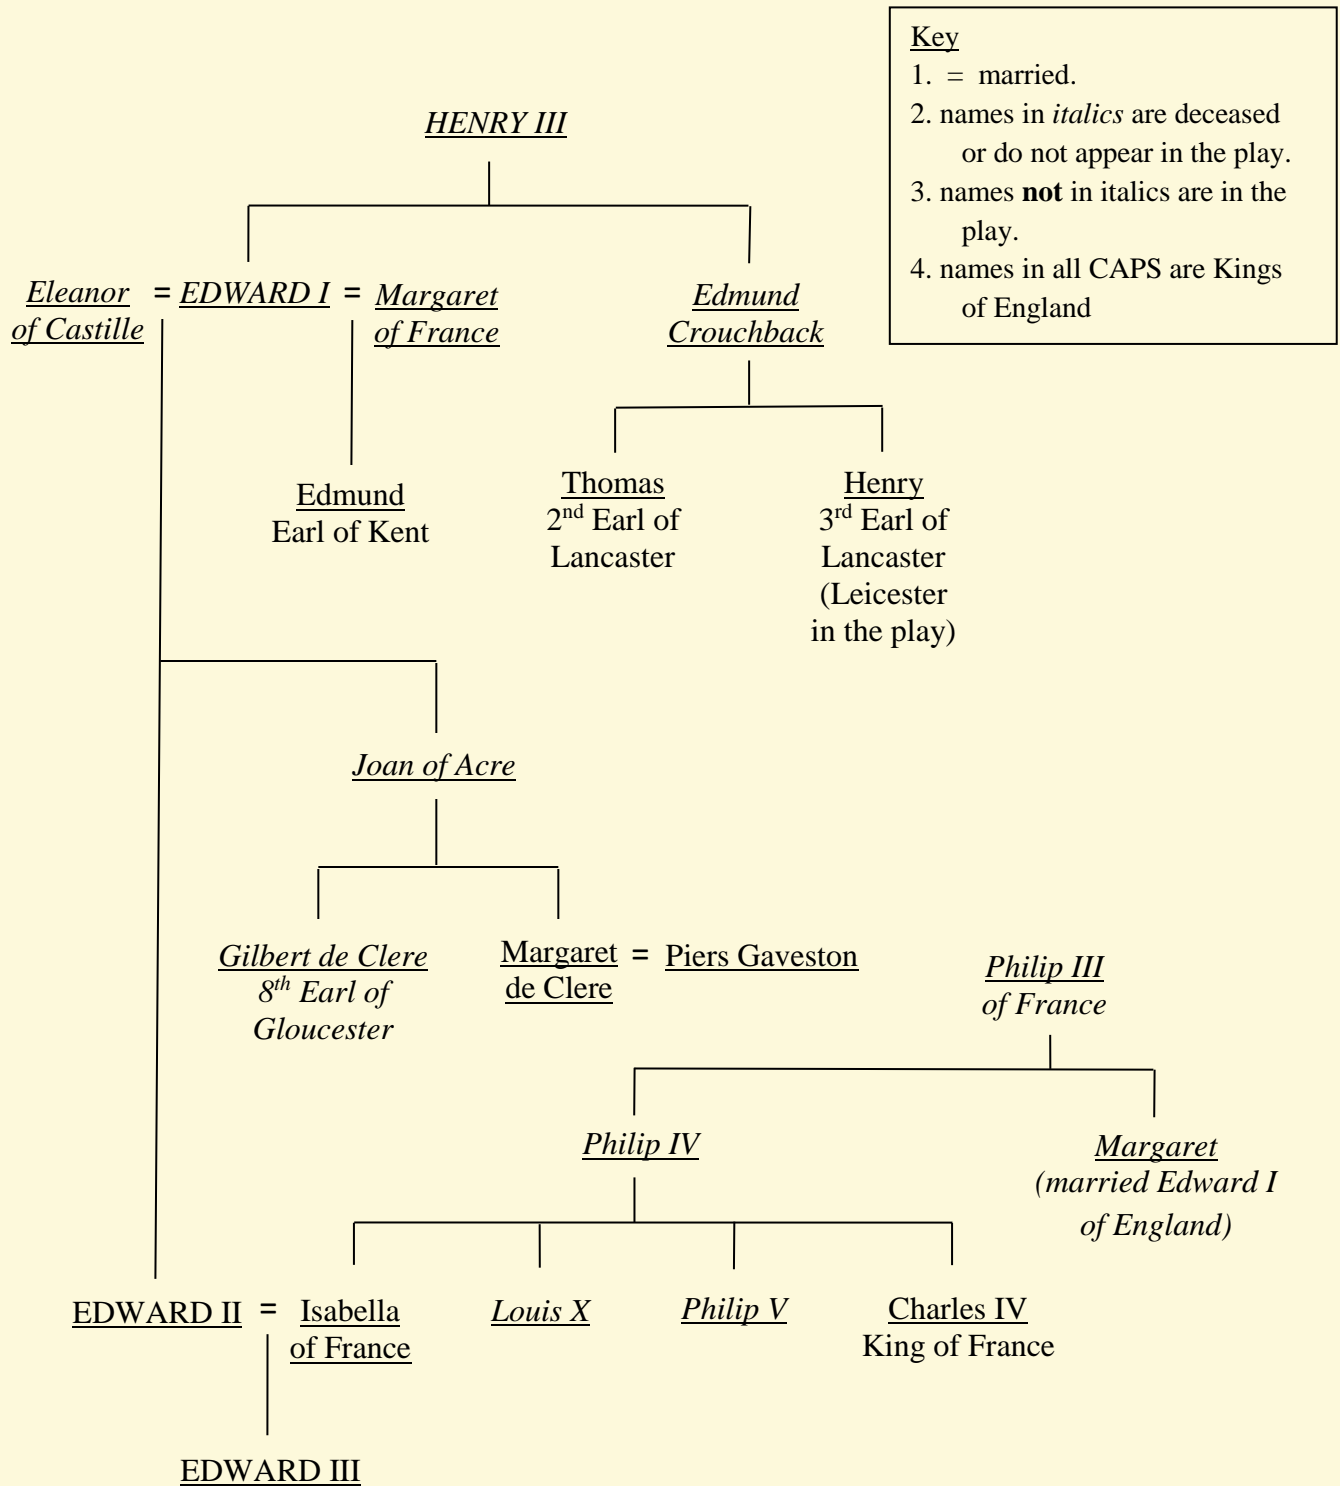 Key
1. = married.
2. names in italics are deceased
or do not appear in the play.
3. names not in italics are in the
play.
4. names in all CAPS are Kings
of England
HENRY III
Eleanor
of Castille
=
EDWARD I
=
Margaret
of France
Edmund
Crouchback
Edmund
Earl of Kent
Thomas
2nd Earl of
Lancaster
Henry
3rd Earl of
Lancaster
(Leicester
in the play)
Joan of Acre
Gilbert de Clere
8th Earl of
Gloucester
Margaret
de Clere
=
Piers Gaveston
Philip III
of France
Philip IV
Margaret
(married Edward I
of England)
EDWARD II
=
Isabella
of France
Louis X
Philip V
Charles IV
King of France
EDWARD III